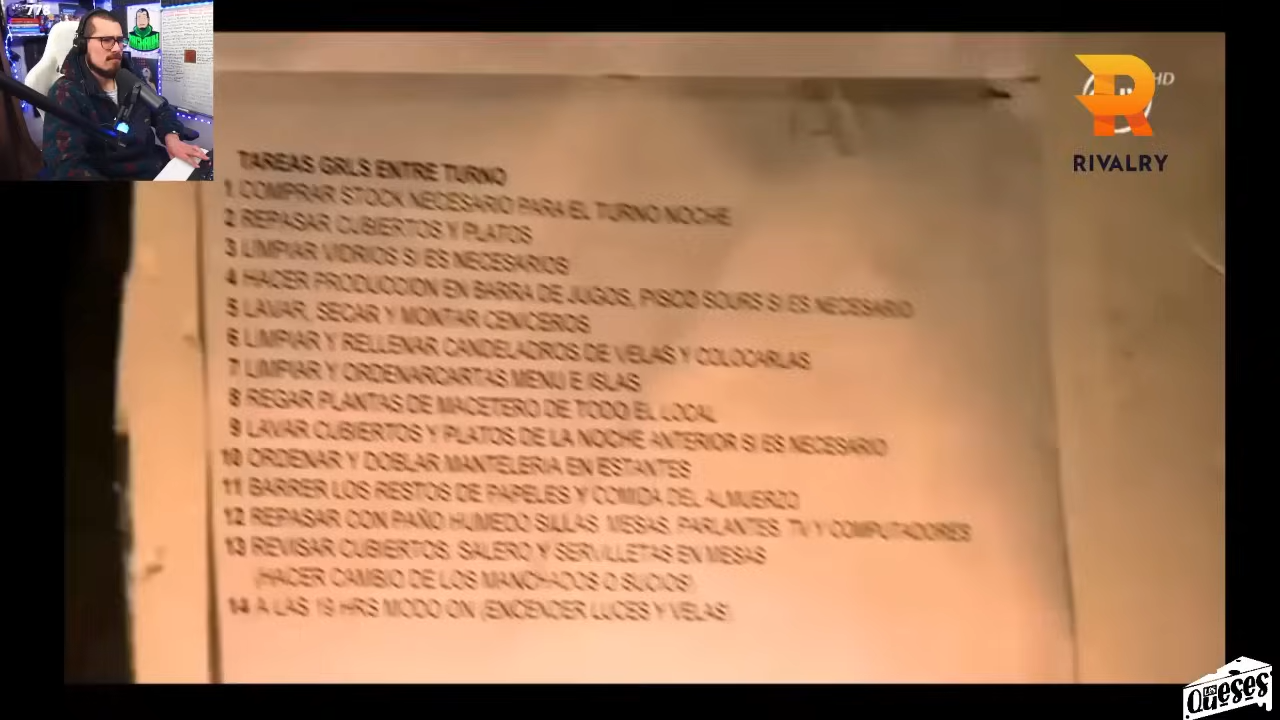 778
HD
RIVALRY
TAREAS GRLS ENTRE TURNO
1 COMPRAR STOCK NECESARIO PARA EL TURNO NOCHE
2 REPASAR CUBIERTOS Y PLATOS
3 LIMPIAR VIDRIOS SI ES NECESARIOS
4 HACER PRODUCCION EN BARRA DE JUGOS, PISCO SOURS SI ES NECESARIO
5 LAVAR, SECAR Y MONTAR CENICEROS
6 LIMPIAR Y RELLENAR CANDELADROS DE VELAS Y COLOCARLAS
7 LIMPIAR Y ORDENARCARTAS MENU E ISLAS
8 REGAR PLANTAS DE MACETERO DE TODO EL LOCAL
9 LAVAR CUBIERTOS Y PLATOS DE LA NOCHE ANTERIOR SI ES NECESARIO
10 ORDENAR Y DOBLAR MANTELERIA EN ESTANTES
11 BARRER LOS RESTOS DE PAPELES Y COMIDA DEL ALMUERZO
12 REPASAR CON PAÑO HUMEDO SILLAS, MESAS, PARLANTES, TV Y COMPUTADORES
13 REVISAR CUBIERTOS, SALERO Y SERVILLETAS EN MESAS
(HACER CAMBIO DE LOS MANCHADOS O SUCIOS)
14 A LAS 19 HRS MODO ON (ENCENDER LUCES Y VELAS)
LOS QUESES